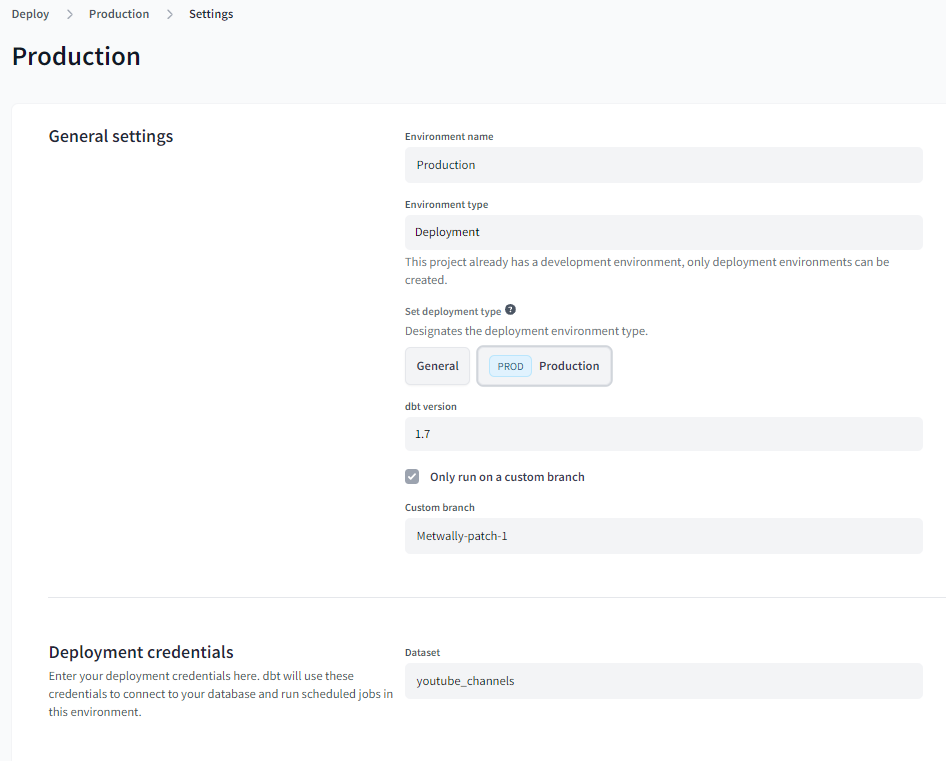 Deploy > Production > Settings
Production
General settings
Environment name
Production
Environment type
Deployment
This project already has a development environment, only deployment environments can be
created.
Set deployment type ?
Designates the deployment environment type.
General PROD Production
dbt version
1.7
Only run on a custom branch
Custom branch
Metwally-patch-1
Deployment credentials
Enter your deployment credentials here. dbt will use these
credentials to connect to your database and run scheduled jobs in
this environment.
Dataset
youtube_channels